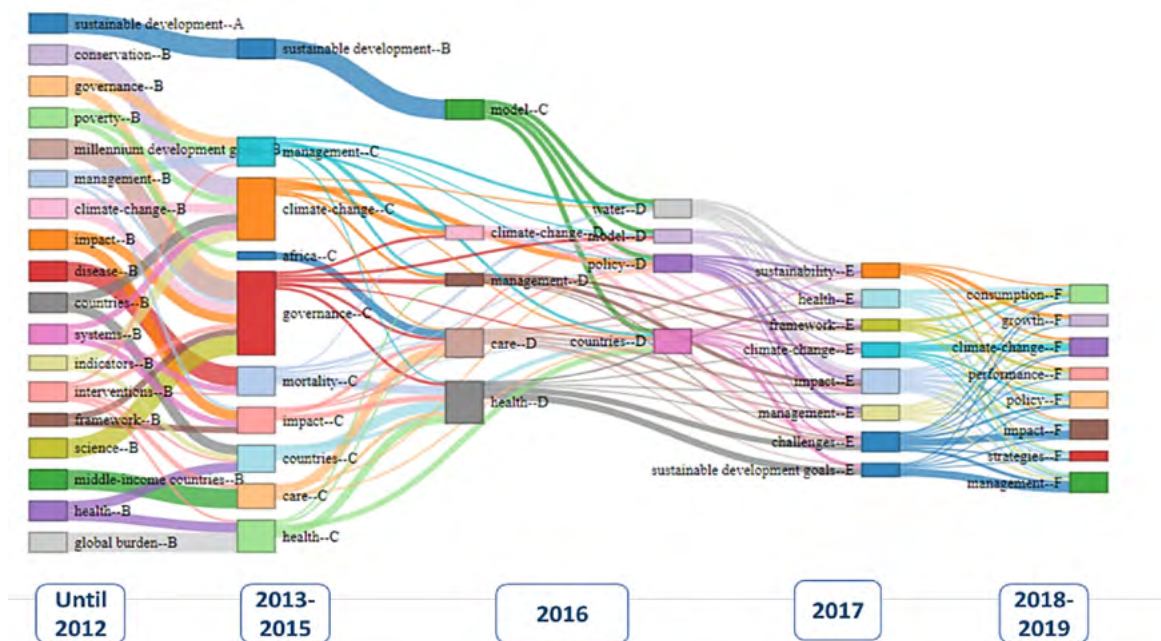 sustainable development--A
conservation--B
governance--B
poverty--B
millennium development goals--B
management--B
climate-change--B
impact--B
disease--B
countries--B
systems--B
indicators--B
interventions--B
framework--B
science--B
middle-income countries--B
health--B
global burden--B
sustainable development--B
management--C
climate-change--C
africa--C
governance--C
mortality--C
impact--C
countries--C
care--C
health--C
model--C
climate-change--D
management--D
care--D
health--D
water--D
model--D
policy--D
countries--D
sustainability--E
health--E
framework--E
climate-change--E
impact--E
management--E
challenges--E
sustainable development goals--E
consumption--F
growth--F
climate-change--F
performance--F
policy--F
impact--F
strategies--F
management--F
Until
2012
2013-
2015
2016
2017
2018-
2019